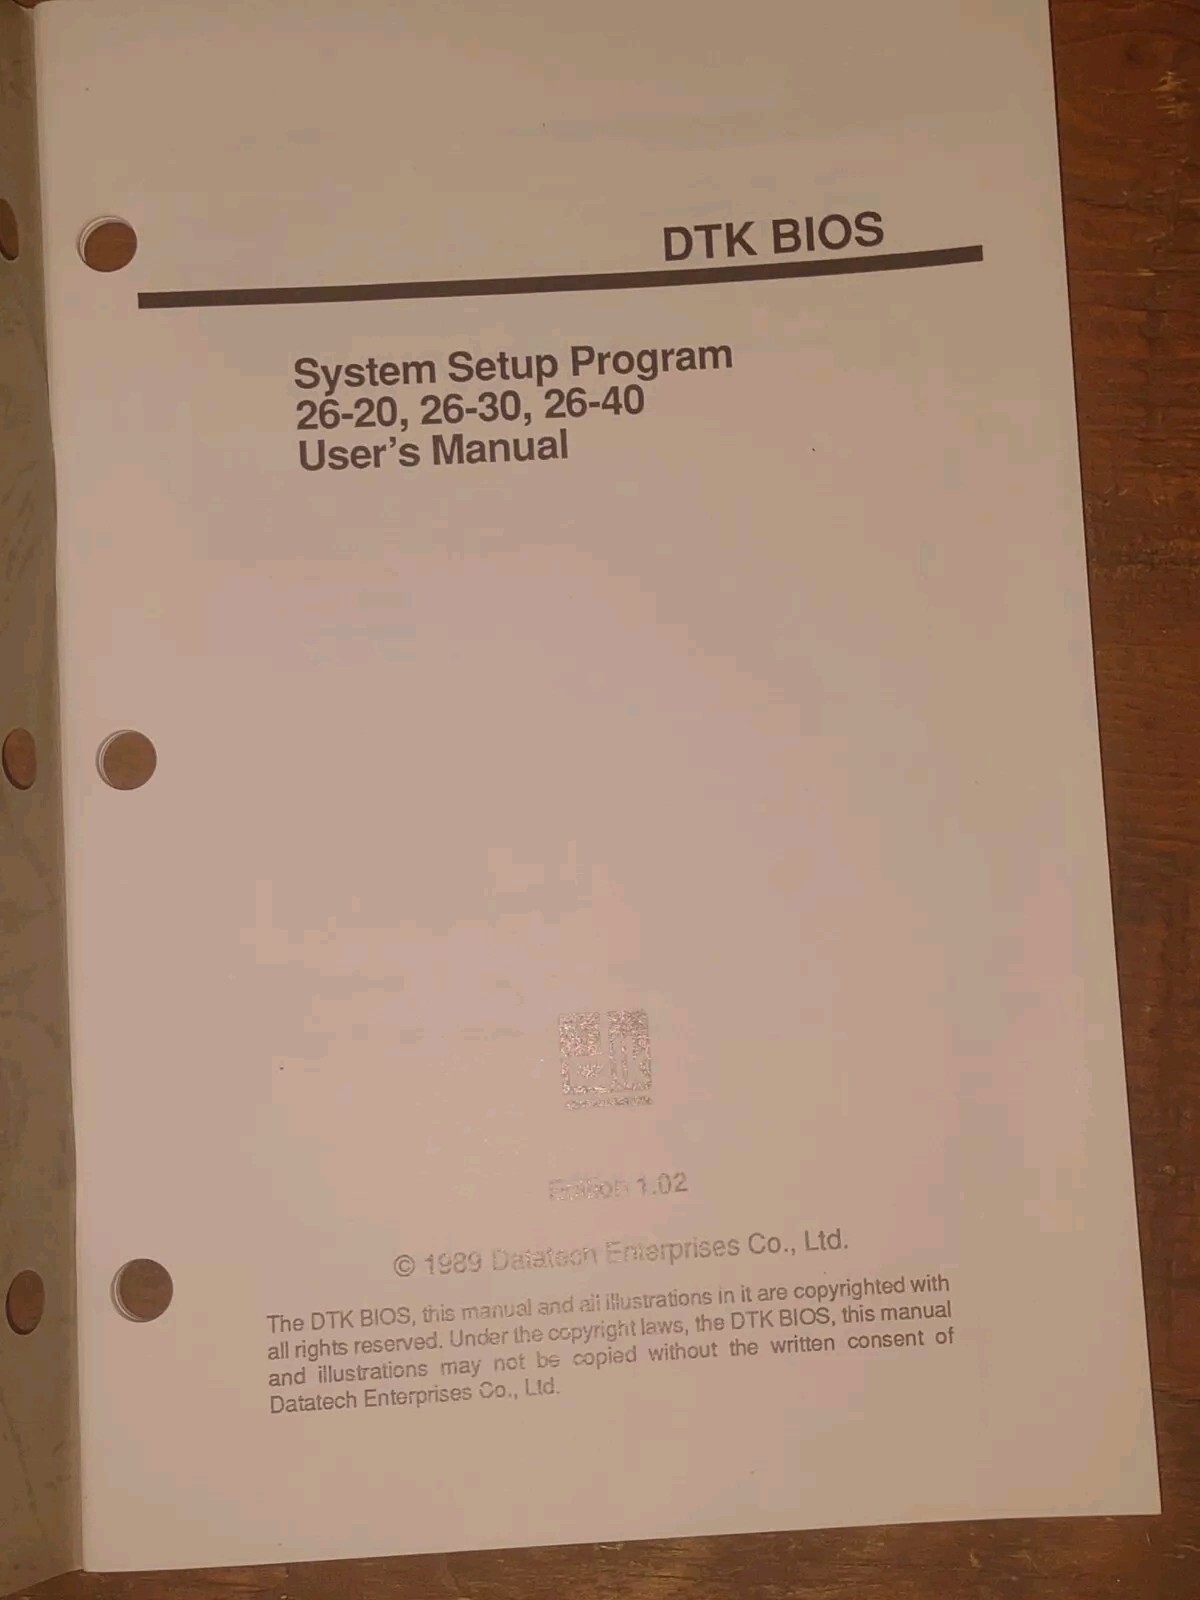 DTK BIOS
System Setup Program
26-20, 26-30, 26-40
User's Manual
Edition 1.02
© 1989 Datatech Enterprises Co., Ltd.
The DTK BIOS, this manual and all illustrations in it are copyrighted with
all rights reserved. Under the copyright laws, the DTK BIOS, this manual
and illustrations may not be copied without the written consent of
Datatech Enterprises Co., Ltd.